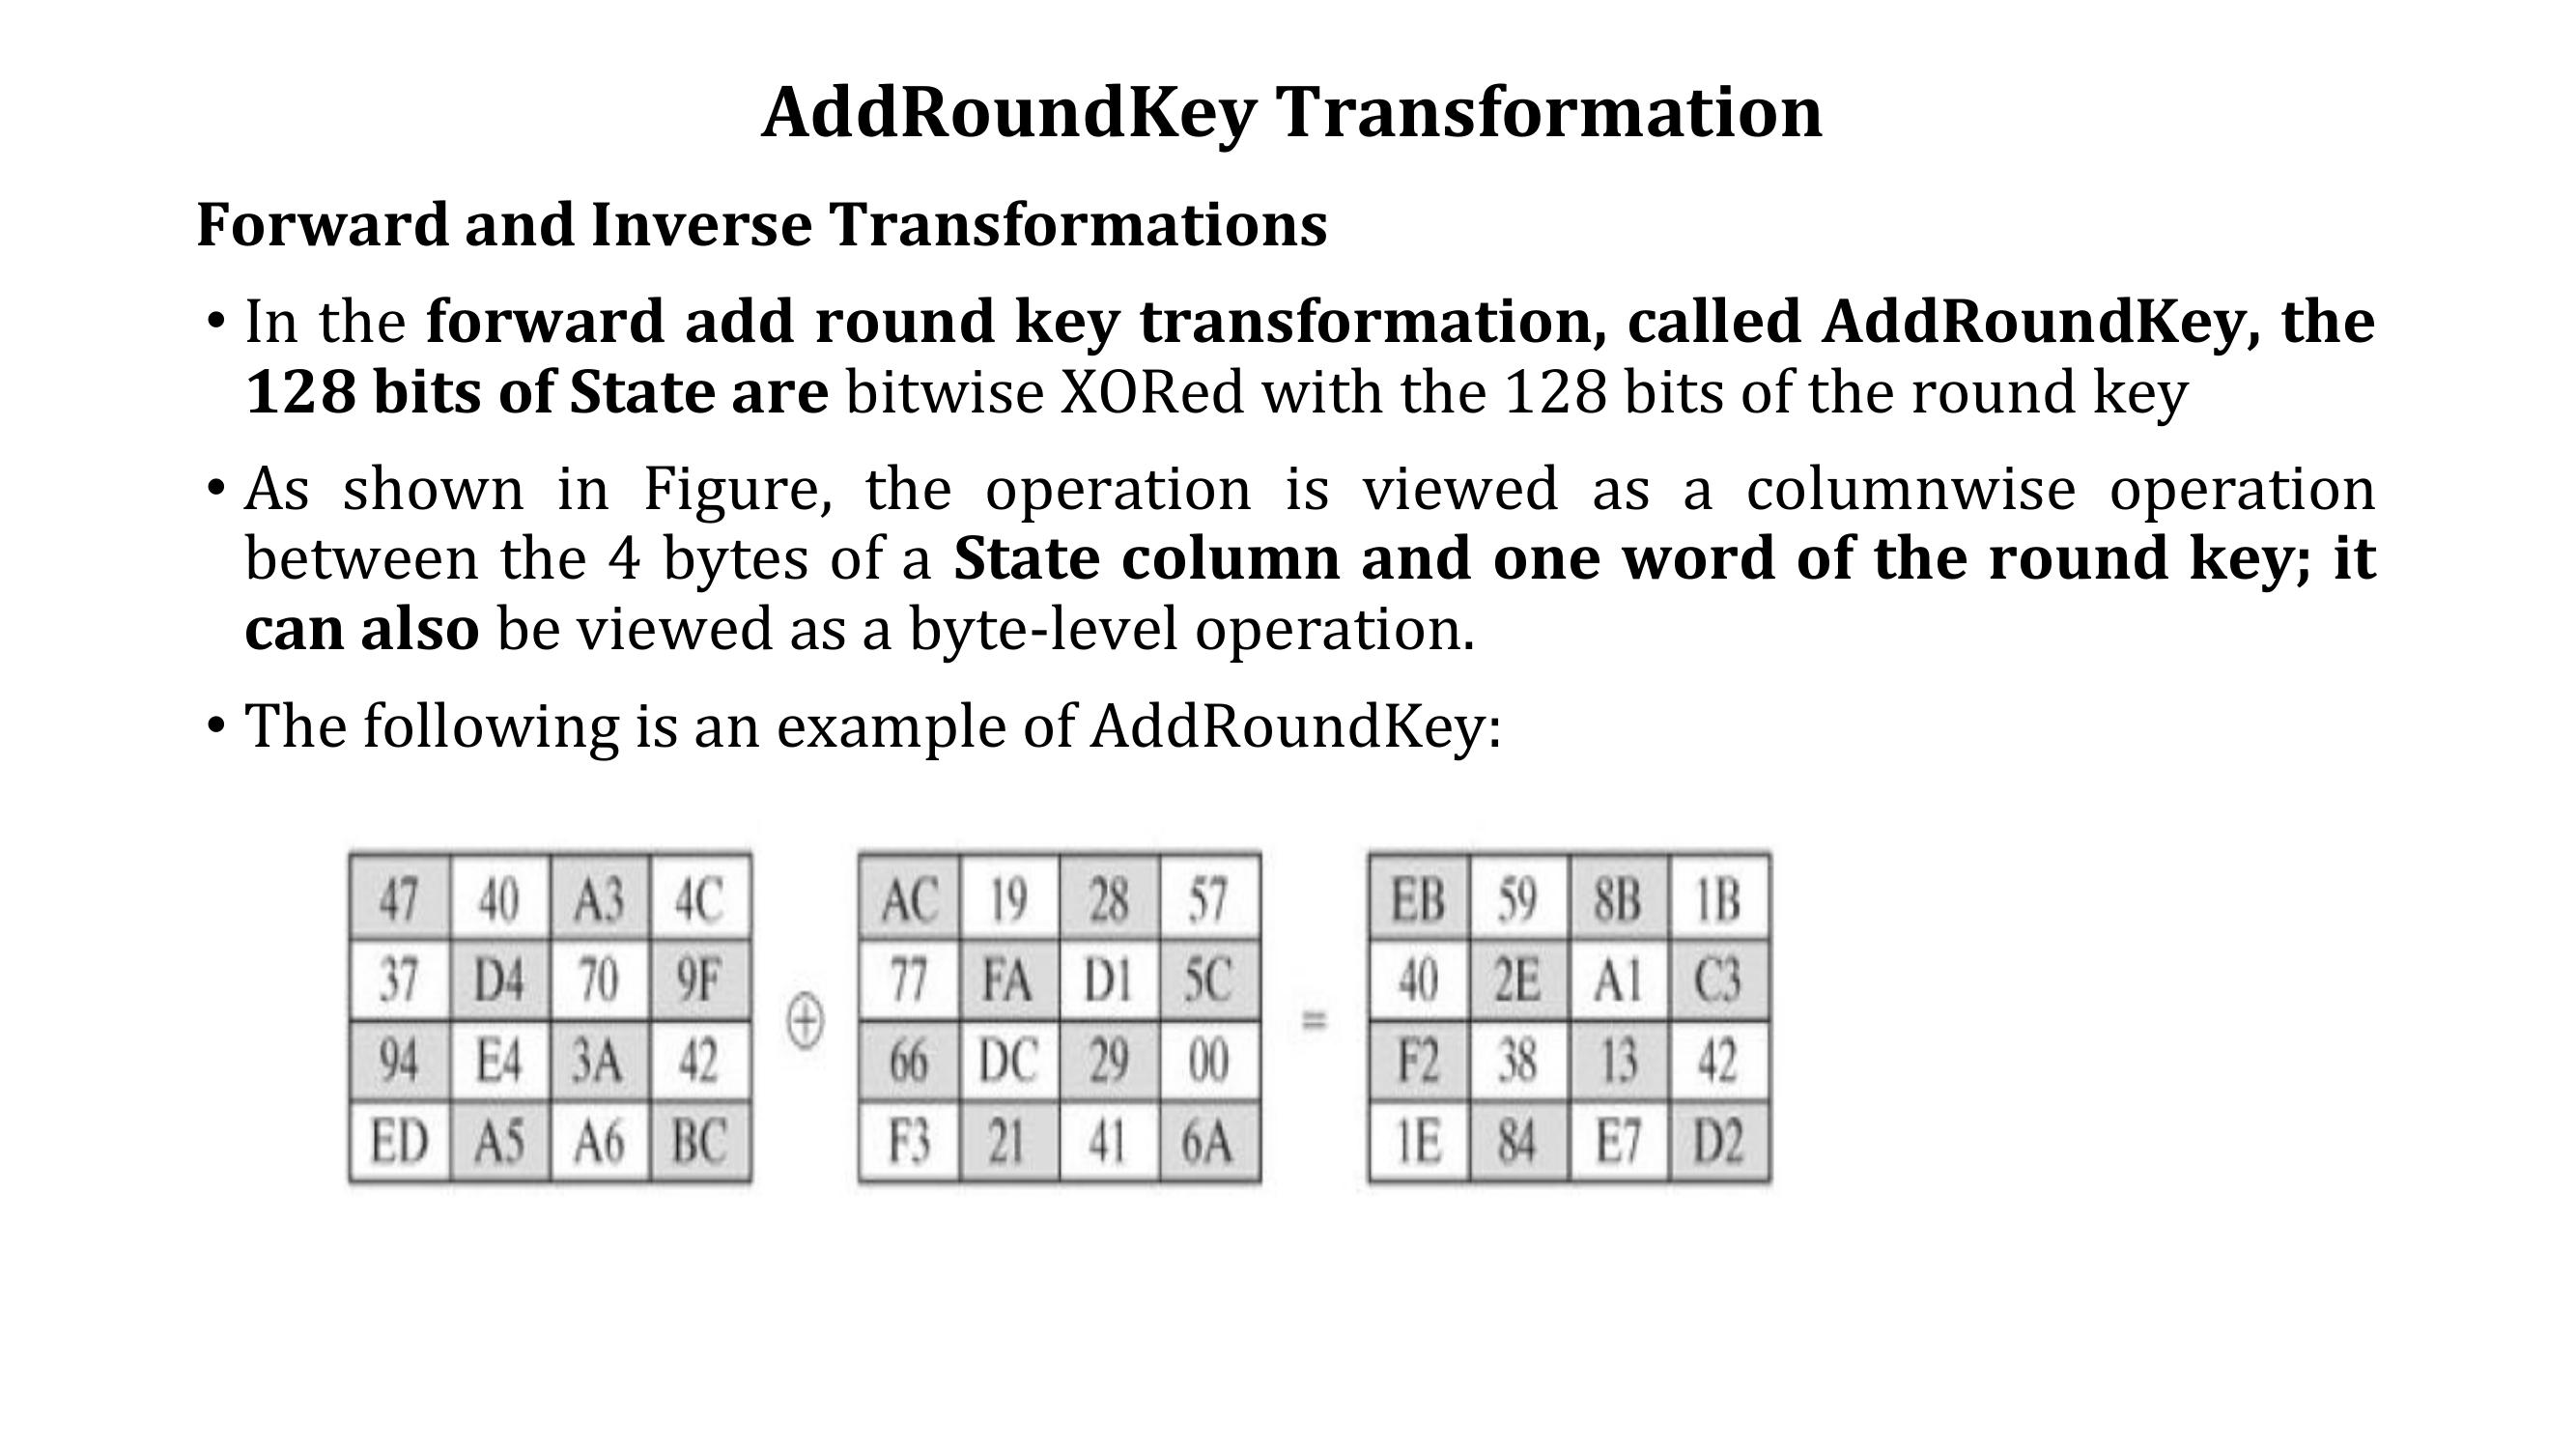 AddRoundKey Transformation
Forward and Inverse Transformations
• In the forward add round key transformation, called AddRoundKey, the
128 bits of State are bitwise XORed with the 128 bits of the round key
• As shown in Figure, the operation is viewed as a columnwise operation
between the 4 bytes of a State column and one word of the round key; it
can also be viewed as a byte-level operation.
• The following is an example of AddRoundKey:
47 40 A3 4C AC 19 28 57 EB 59 8B 1B
37 D4 70 9F 77 FA D1 5C 40 2E A1 C3
⊕ =
94 E4 3A 42 66 DC 29 00 F2 38 13 42
ED A5 A6 BC F3 21 41 6A 1E 84 E7 D2